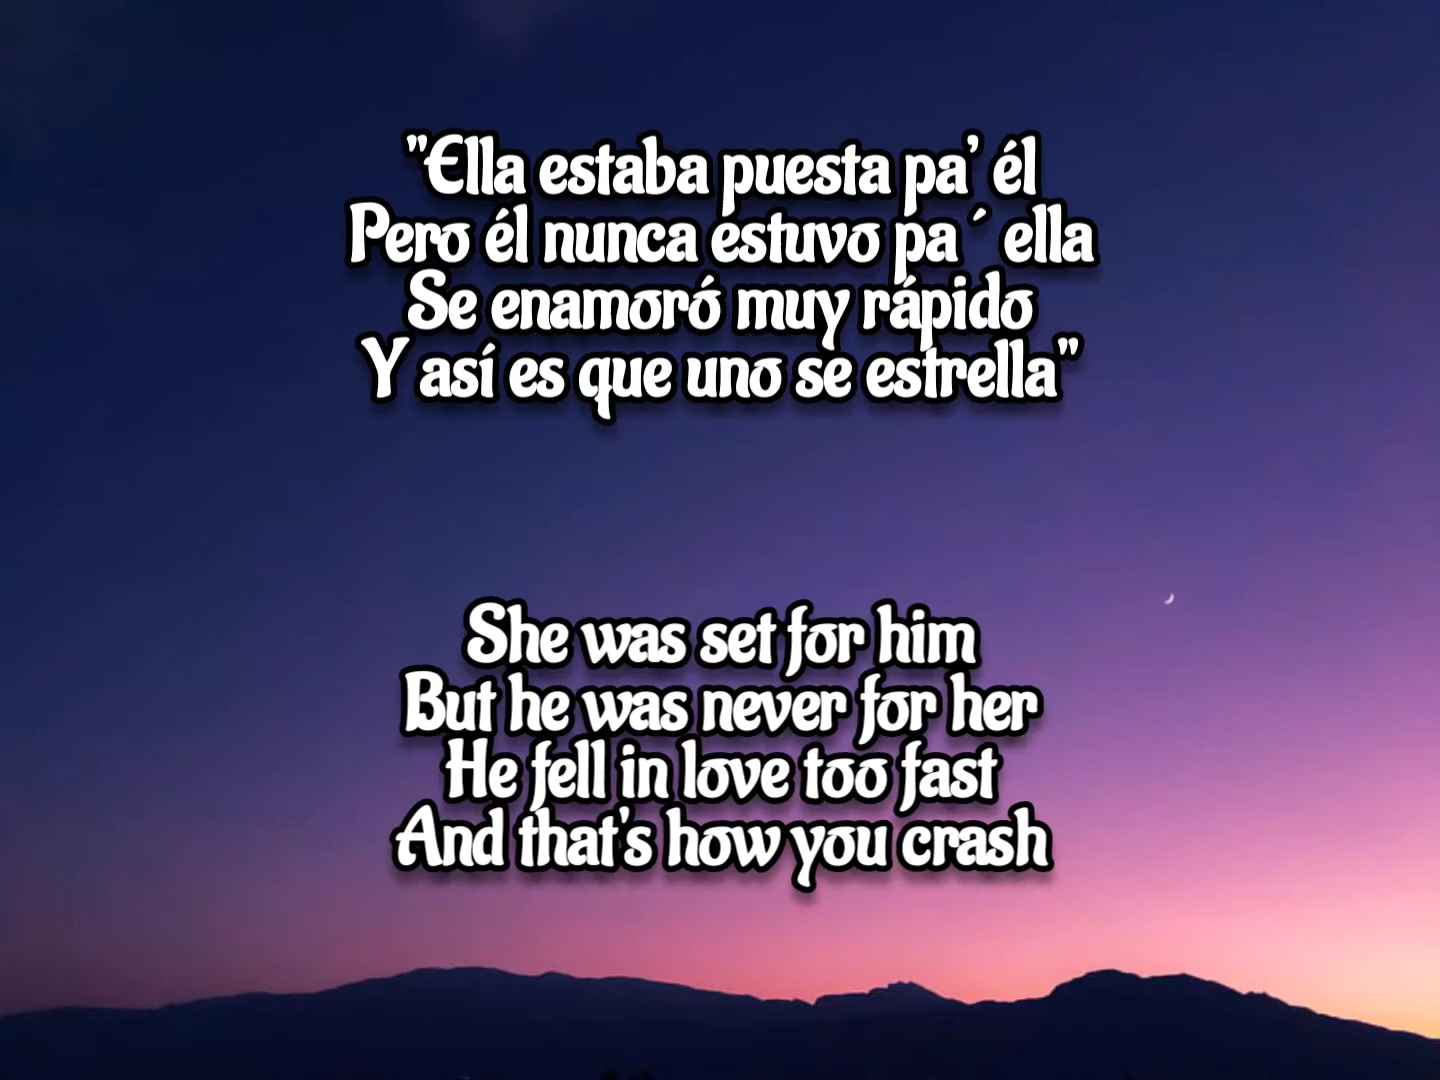 "Ella estaba puesta pa' él
Pero él nunca estuvo pa´ ella
Se enamoró muy rápido
Y así es que uno se estrella"
She was set for him
But he was never for her
He fell in love too fast
And that's how you crash